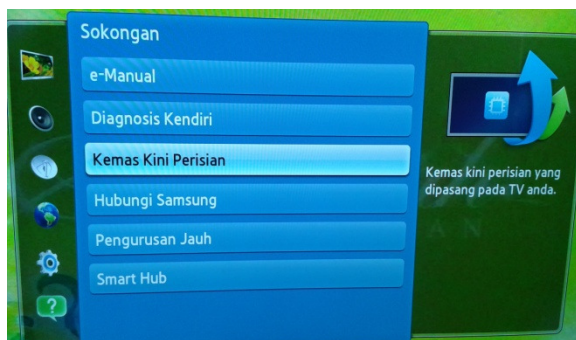 Sokongan
e-Manual
Diagnosis Kendiri
Kemas Kini Perisian
Hubungi Samsung
Pengurusan Jauh
Smart Hub
Kemas kini perisian yang
dipasang pada TV anda.